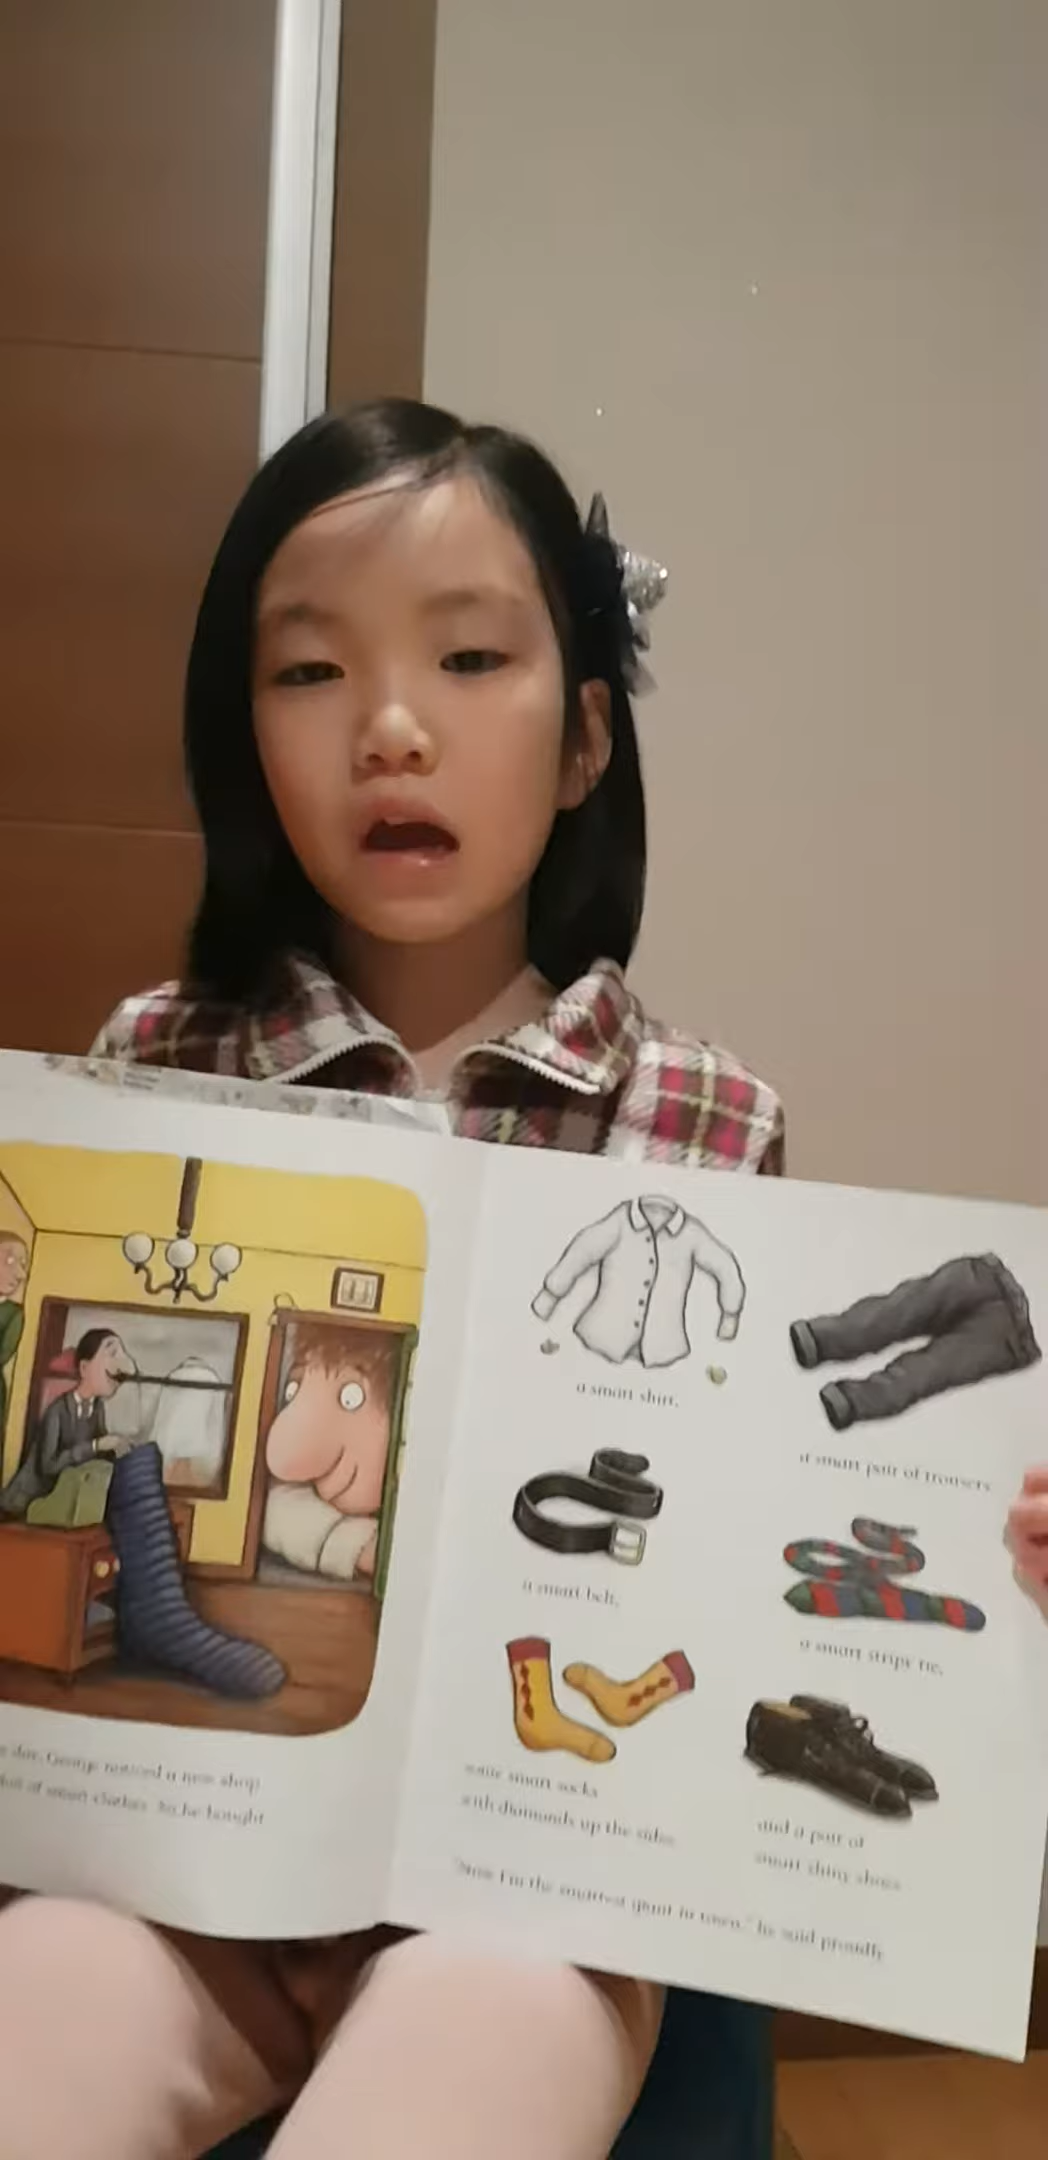 day, George noticed a new shop
full of smart clothes. So he bought
a smart shirt,
a smart pair of trousers,
a smart belt,
a smart stripy tie,
some smart socks
with diamonds up the sides
and a pair of
smart shiny shoes.
"Now I'm the smartest giant in town," he said proudly.